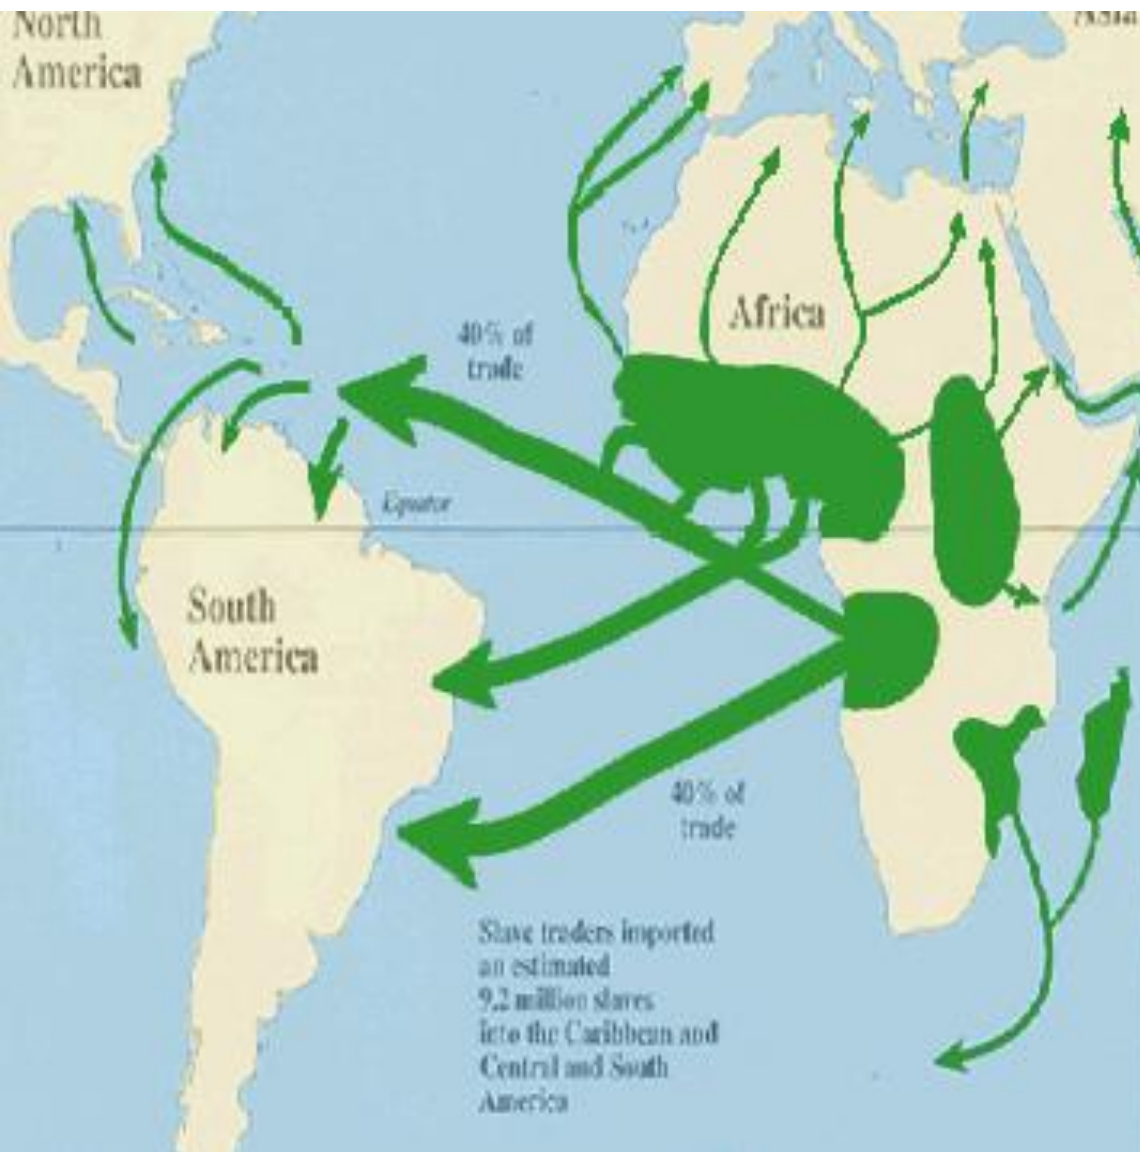 North
America
Asia
Africa
40% of
trade
Equator
South
America
40% of
trade
Slave traders imported
an estimated
9.2 million slaves
into the Caribbean and
Central and South
America